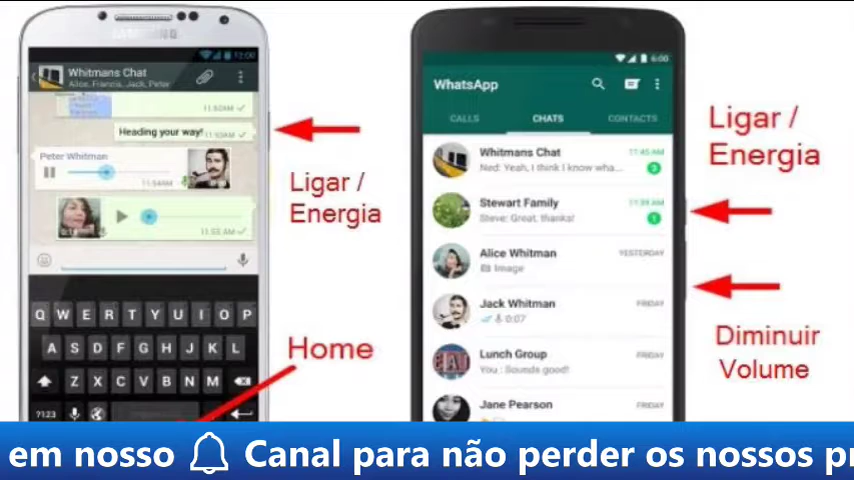 12:00
Whitmans Chat
Alice, Francis, Jack, Peter
11:50AM
Heading your way!
11:50AM
Peter Whitman
11:54AM
11:55 AM
Q W E R T Y U I O P
A S D F G H J K L
Z X C V B N M
?123
Ligar /
Energia
Home
6:00
WhatsApp
CALLS CHATS CONTACTS
Whitmans Chat 11:45 AM
Ned: Yeah, I think I know wha... 3
Stewart Family 11:39 AM
Steve: Great, thanks! 1
Alice Whitman YESTERDAY
Image
Jack Whitman FRIDAY
0:07
Lunch Group FRIDAY
You : Sounds good!
Jane Pearson FRIDAY
Ligar /
Energia
Diminuir
Volume
em nosso Canal para não perder os nossos